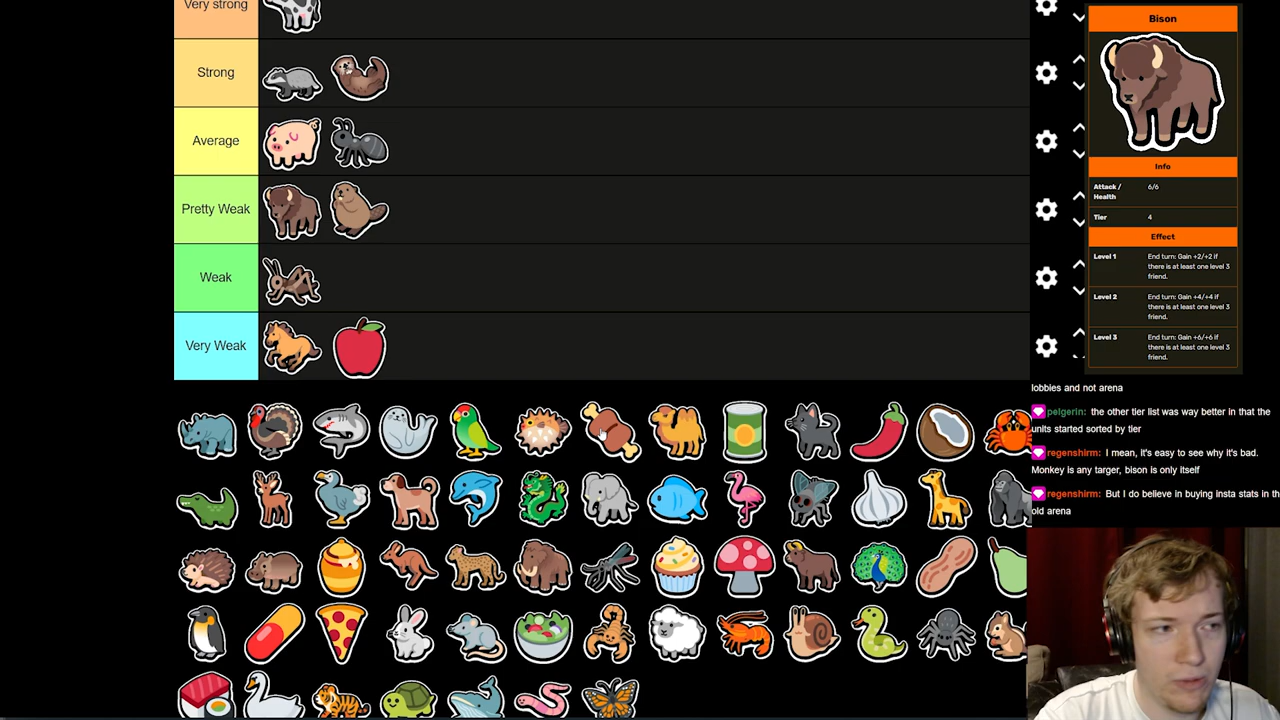 Very strong
Strong
Average
Pretty Weak
Weak
Very Weak
Bison
Info
Attack / 6/6
Health
Tier 4
Effect
Level 1 End turn: Gain +2/+2 if
there is at least one level 3
friend.
Level 2 End turn: Gain +4/+4 if
there is at least one level 3
friend.
Level 3 End turn: Gain +6/+6 if
there is at least one level 3
friend.
lobbies and not arena
pelgerin: the other tier list was way better in that the
units started sorted by tier
regenshirm: I mean, it's easy to see why it's bad.
Monkey is any targer, bison is only itself
regenshirm: But I do believe in buying insta stats in th
old arena